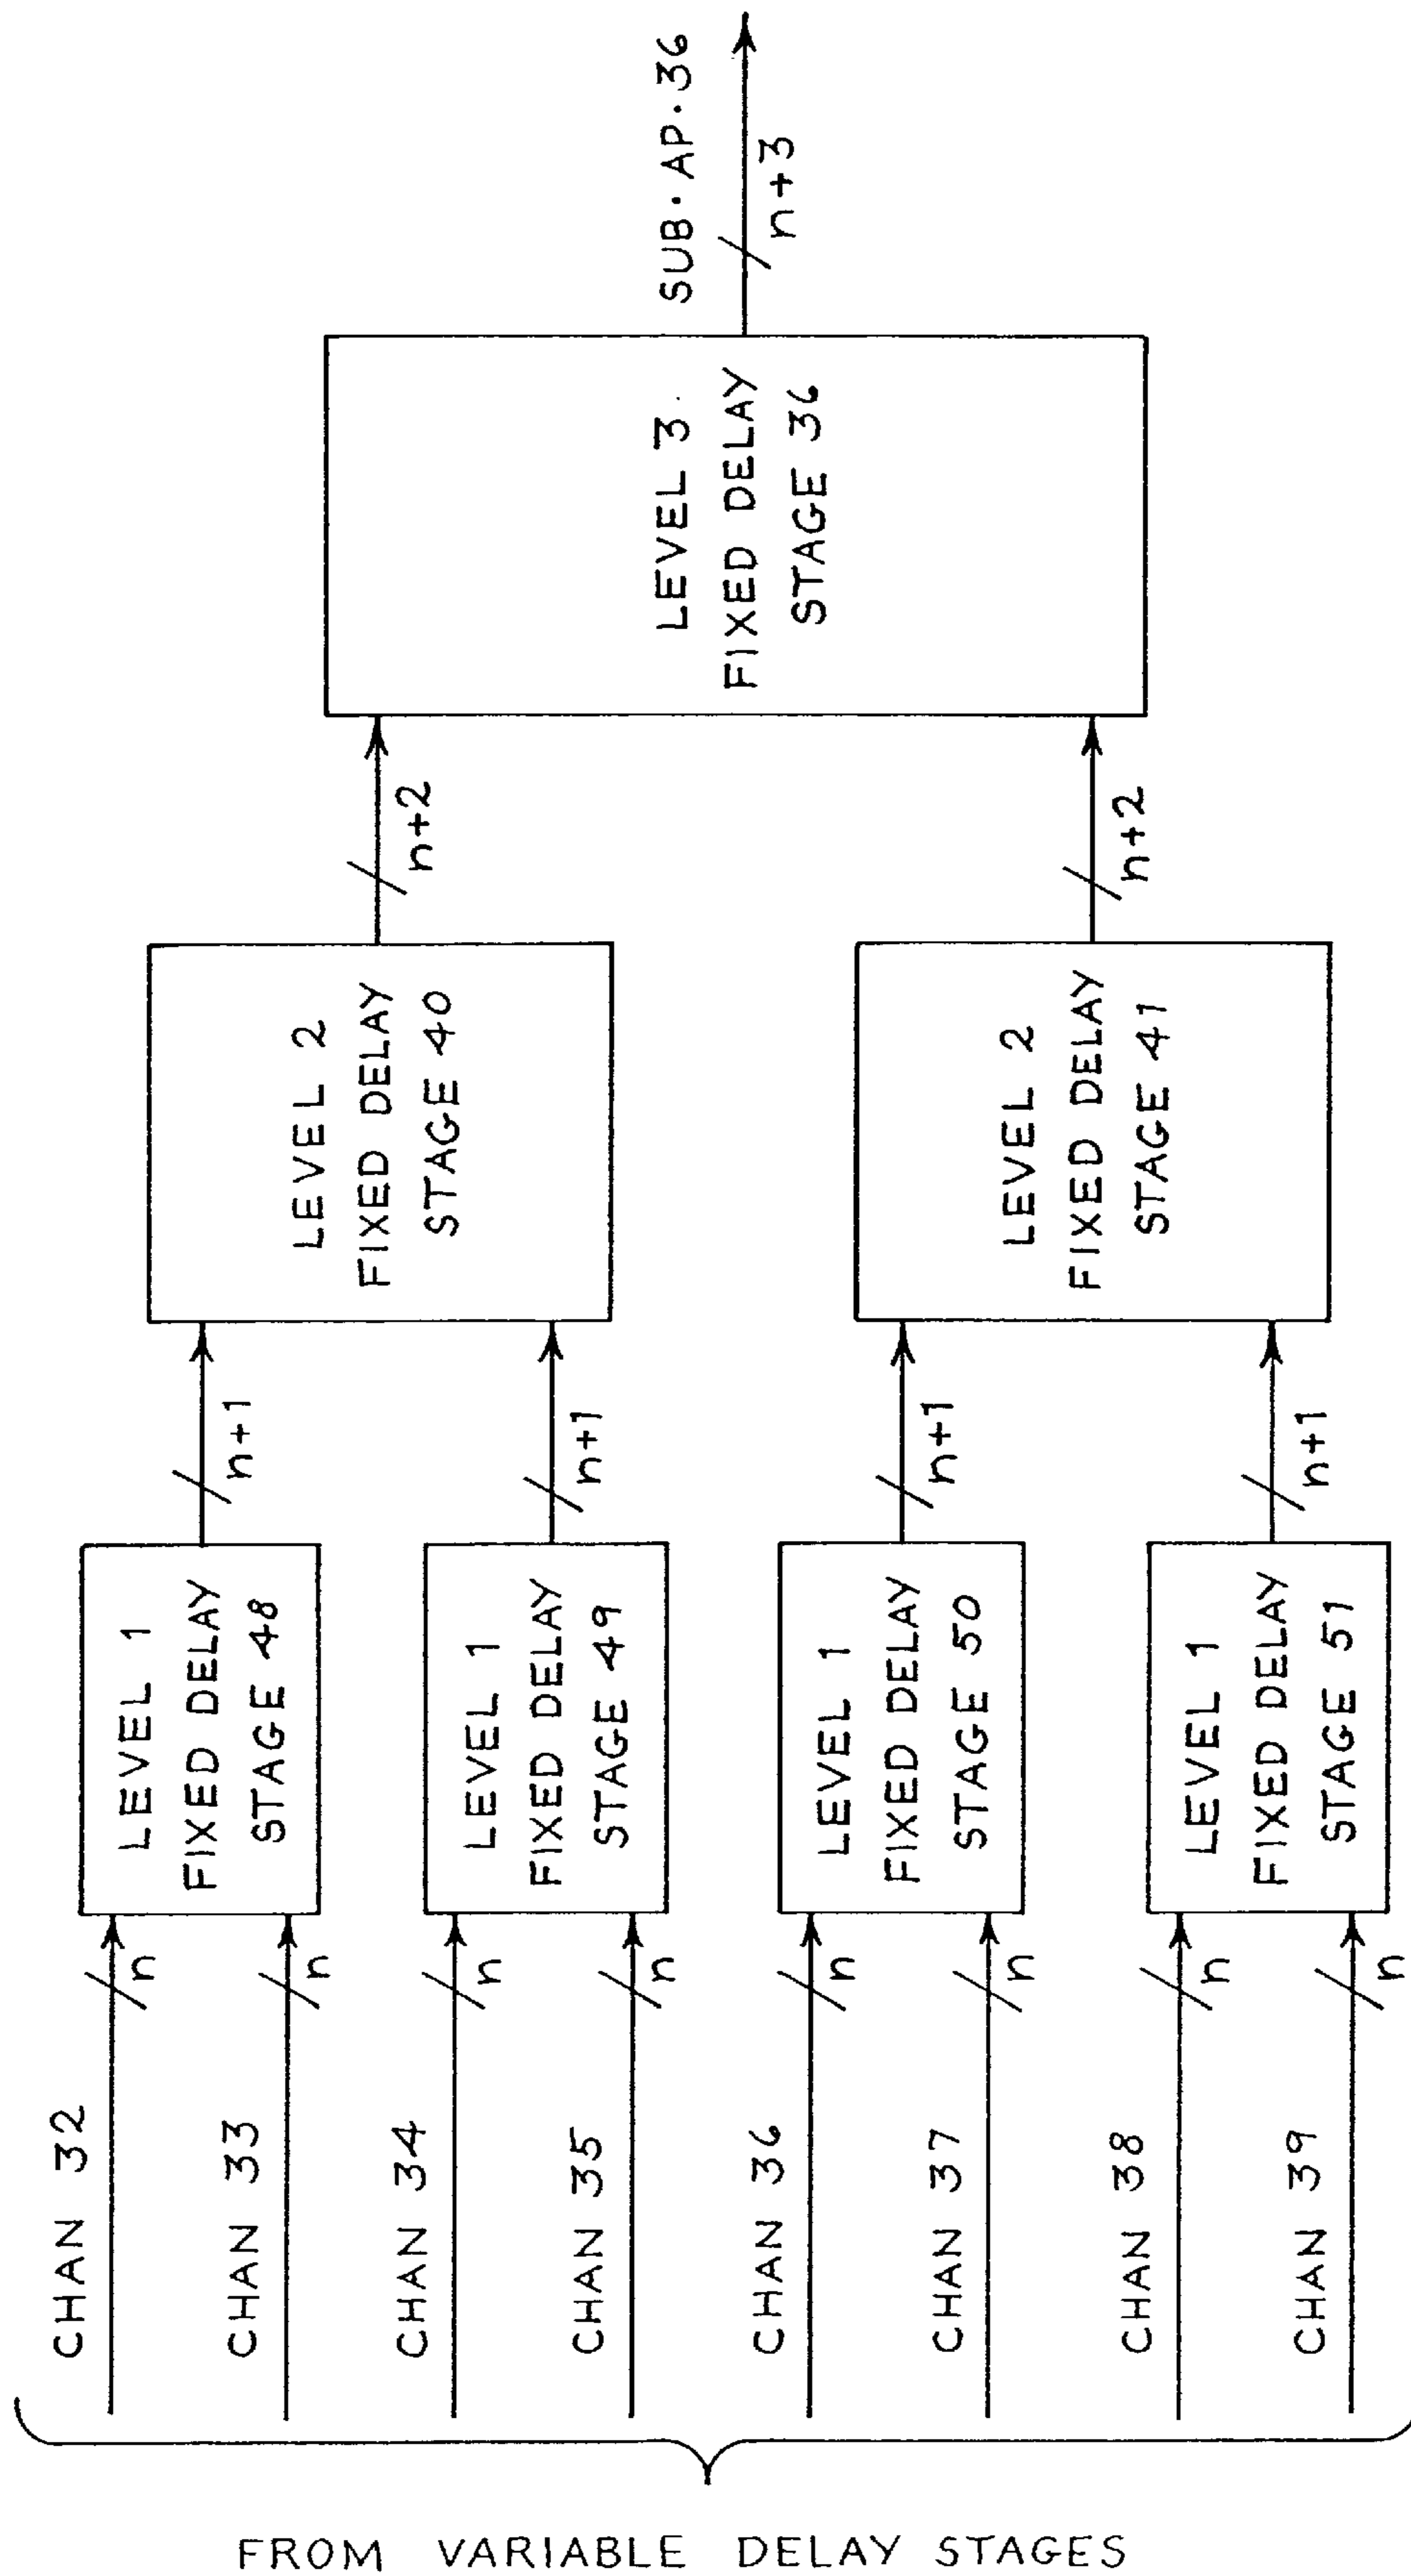 CHAN 32
CHAN 33
CHAN 34
CHAN 35
CHAN 36
CHAN 37
CHAN 38
CHAN 39
n
n
n
n
n
n
n
n
LEVEL 1
FIXED DELAY
STAGE 48
LEVEL 1
FIXED DELAY
STAGE 49
LEVEL 1
FIXED DELAY
STAGE 50
LEVEL 1
FIXED DELAY
STAGE 51
n+1
n+1
n+1
n+1
LEVEL 2
FIXED DELAY
STAGE 40
LEVEL 2
FIXED DELAY
STAGE 41
n+2
n+2
LEVEL 3
FIXED DELAY
STAGE 36
SUB·AP·36
n+3
FROM VARIABLE DELAY STAGES